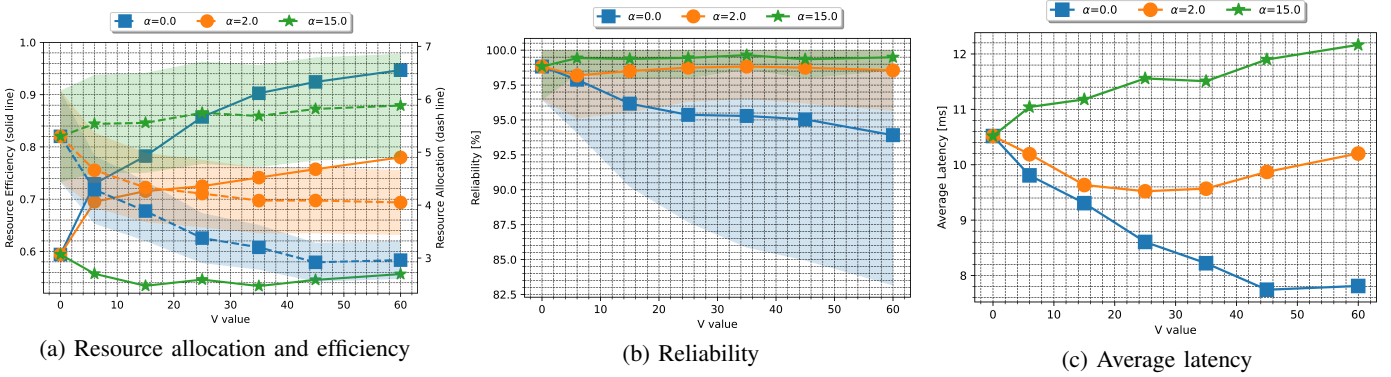 α=0.0 α=2.0 α=15.0
1.0
0.9
0.8
0.7
0.6
Resource Efficiency (solid line)
7
6
5
4
3
Resource Allocation (dash line)
0 10 20 30 40 50 60
V value
(a) Resource allocation and efficiency
α=0.0 α=2.0 α=15.0
100.0
97.5
95.0
92.5
90.0
87.5
85.0
82.5
Reliability [%]
0 10 20 30 40 50 60
V value
(b) Reliability
α=0.0 α=2.0 α=15.0
12
11
10
9
8
Average Latency [ms]
0 10 20 30 40 50 60
V value
(c) Average latency